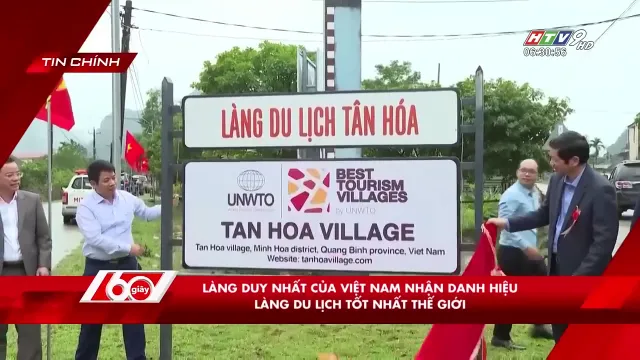 TIN CHÍNH
HTV9 HD
06:30:56
LÀNG DU LỊCH TÂN HÓA
UNWTO
BEST
TOURISM
VILLAGES
by UNWTO
TAN HOA VILLAGE
Tan Hoa village, Minh Hoa district, Quang Binh province, Viet Nam
Website: tanhoavillage.com
60 giây
LÀNG DUY NHẤT CỦA VIỆT NAM NHẬN DANH HIỆU
LÀNG DU LỊCH TỐT NHẤT THẾ GIỚI